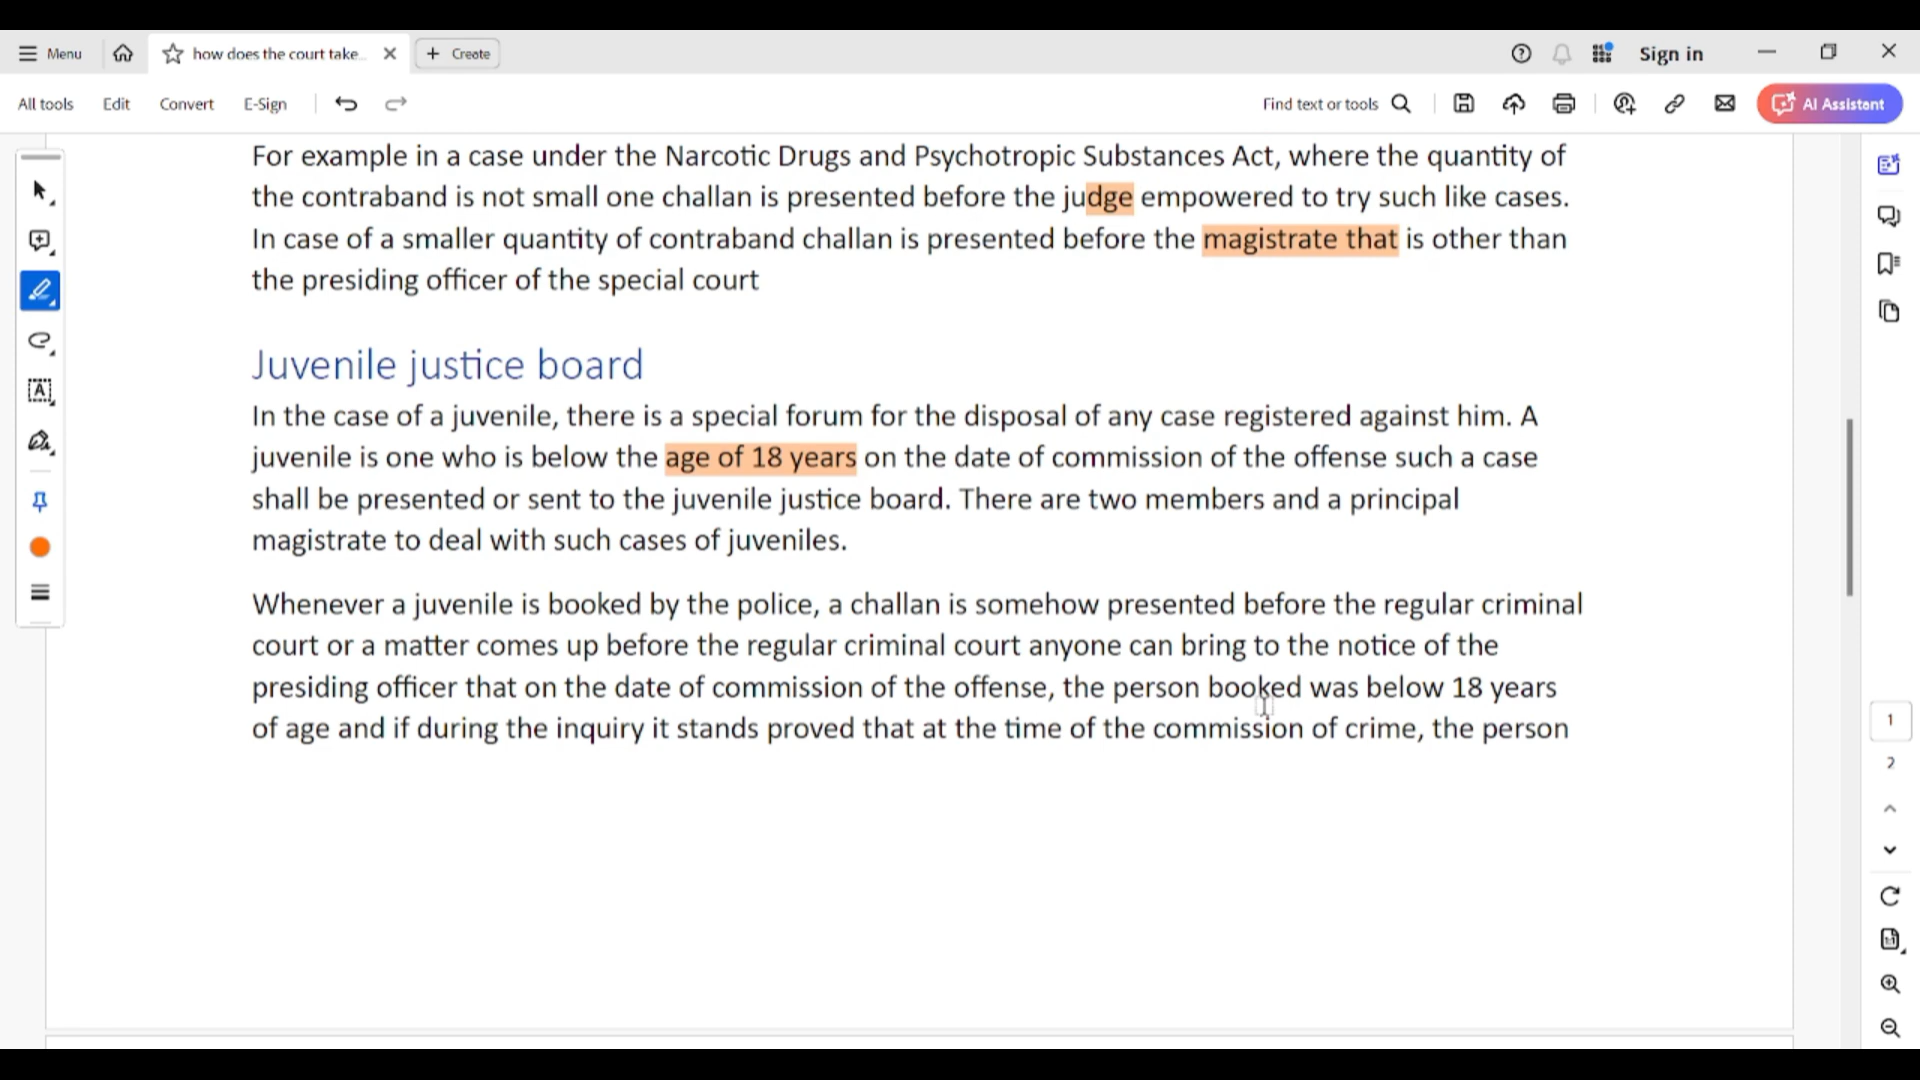 Menu
how does the court take...
Create
Sign in
All tools
Edit
Convert
E-Sign
Find text or tools
AI Assistant
For example in a case under the Narcotic Drugs and Psychotropic Substances Act, where the quantity of
the contraband is not small one challan is presented before the judge empowered to try such like cases.
In case of a smaller quantity of contraband challan is presented before the magistrate that is other than
the presiding officer of the special court
Juvenile justice board
In the case of a juvenile, there is a special forum for the disposal of any case registered against him. A
juvenile is one who is below the age of 18 years on the date of commission of the offense such a case
shall be presented or sent to the juvenile justice board. There are two members and a principal
magistrate to deal with such cases of juveniles.
Whenever a juvenile is booked by the police, a challan is somehow presented before the regular criminal
court or a matter comes up before the regular criminal court anyone can bring to the notice of the
presiding officer that on the date of commission of the offense, the person booked was below 18 years
of age and if during the inquiry it stands proved that at the time of the commission of crime, the person
1
2